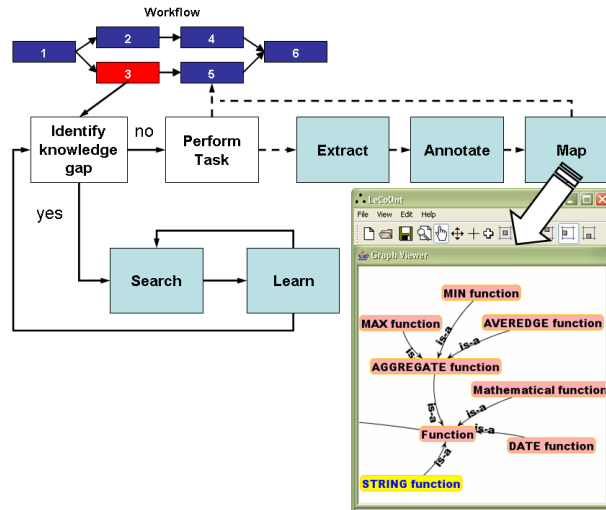 Workflow
1
2
4
6
3
5
Identify
knowledge
gap
no
Perform
Task
Extract
Annotate
Map
yes
Search
Learn
LeCoOnt
File View Edit Help
Graph Viewer
MIN function
MAX function
AVEREDGE function
is-a
is-a
is
AGGREGATE function
Mathematical function
is-a
is-a
Function
is-a
DATE function
is-a
STRING function